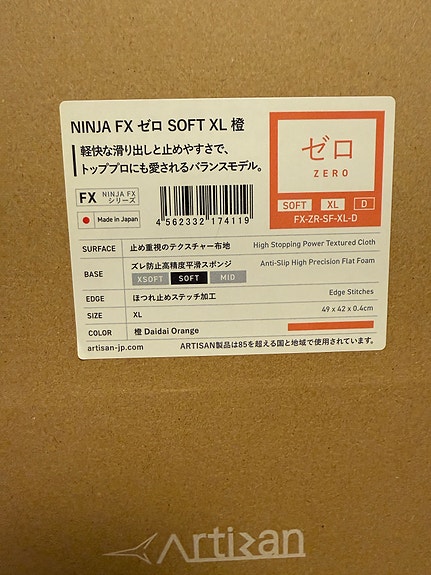 NINJA FX ゼロ SOFT XL 橙
軽快な滑り出しと止めやすさで、
トッププロにも愛されるバランスモデル。
ゼロ
ZERO
SOFT XL D
FX-ZR-SF-XL-D
FX NINJA FX シリーズ
Made in Japan
4 562332 174119
SURFACE 止め重視のテクスチャー布地 High Stopping Power Textured Cloth
BASE ズレ防止高精度平滑スポンジ Anti-Slip High Precision Flat Foam
XSOFT SOFT MID
EDGE ほつれ止めステッチ加工 Edge Stitches
SIZE XL 49 x 42 x 0.4cm
COLOR 橙 Daidai Orange
artisan-jp.com ARTISAN製品は85を超える国と地域で使用されています。
Artisan